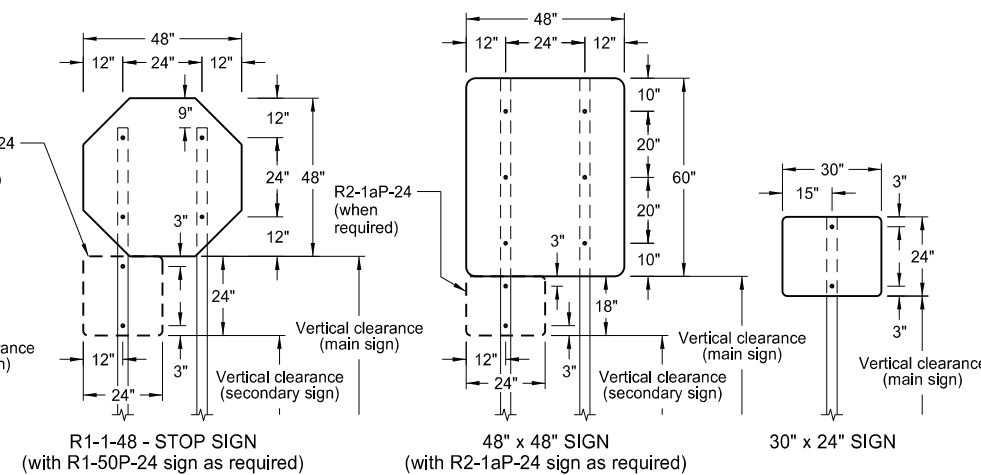 48"
12" 24" 12"
9"
12"
24"
48"
12"
3"
24"
12"
3"
24"
Vertical clearance
(main sign)
Vertical clearance
(secondary sign)
R1-1-48 - STOP SIGN
(with R1-50P-24 sign as required)
48"
12" 24" 12"
10"
20"
60"
20"
10"
R2-1aP-24
(when
required)
3"
18"
12"
3"
24"
Vertical clearance
(main sign)
Vertical clearance
(secondary sign)
48" x 48" SIGN
(with R2-1aP-24 sign as required)
30"
15"
3"
24"
3"
Vertical clearance
(main sign)
30" x 24" SIGN